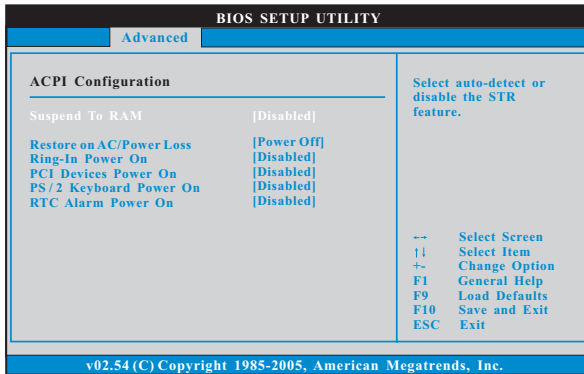 BIOS SETUP UTILITY
Advanced
ACPI Configuration
Suspend To RAM [Disabled]
Restore on AC/Power Loss [Power Off]
Ring-In Power On [Disabled]
PCI Devices Power On [Disabled]
PS/2 Keyboard Power On [Disabled]
RTC Alarm Power On [Disabled]
Select auto-detect or
disable the STR
feature.
←→ Select Screen
↑↓ Select Item
+- Change Option
F1 General Help
F9 Load Defaults
F10 Save and Exit
ESC Exit
v02.54 (C) Copyright 1985-2005, American Megatrends, Inc.